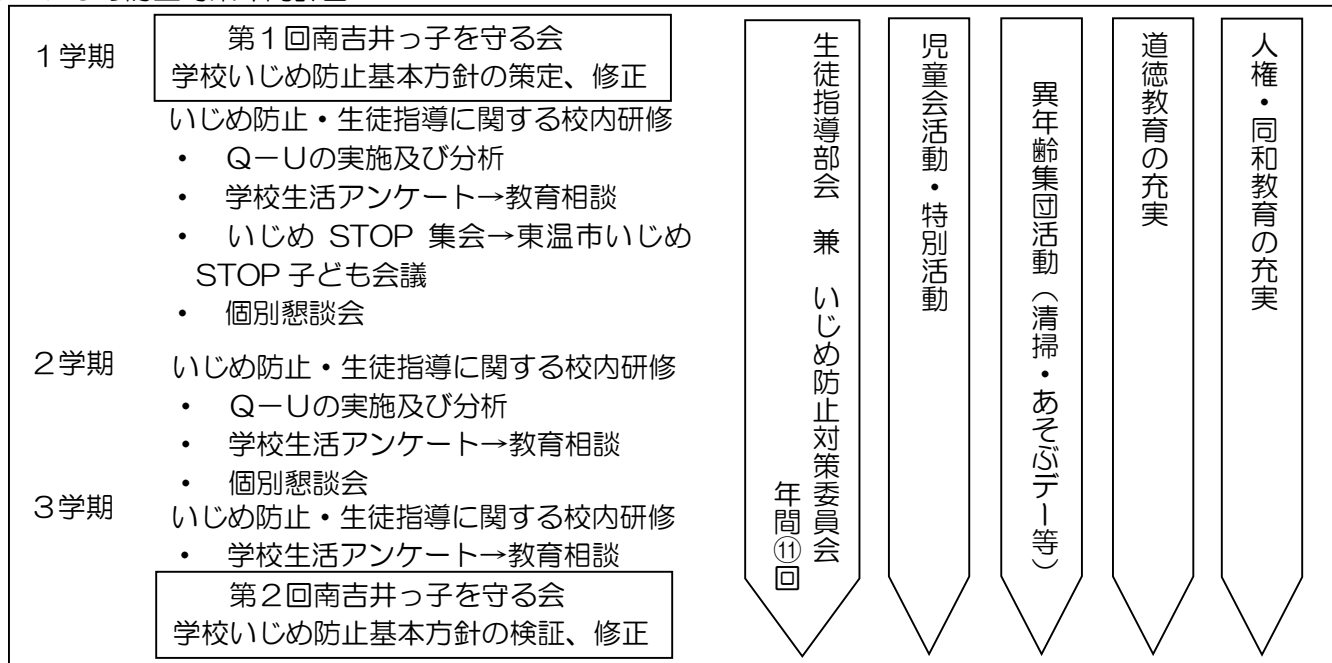 １学期
第１回南吉井っ子を守る会
学校いじめ防止基本方針の策定、修正
いじめ防止・生徒指導に関する校内研修
・ Ｑ－Ｕの実施及び分析
・ 学校生活アンケート→教育相談
・ いじめ STOP 集会→東温市いじめ
STOP 子ども会議
・ 個別懇談会
２学期
いじめ防止・生徒指導に関する校内研修
・ Ｑ－Ｕの実施及び分析
・ 学校生活アンケート→教育相談
・ 個別懇談会
３学期
いじめ防止・生徒指導に関する校内研修
・ 学校生活アンケート→教育相談
第２回南吉井っ子を守る会
学校いじめ防止基本方針の検証、修正
生徒指導部会 兼 いじめ防止対策委員会
年間⑪回
児童会活動・特別活動
異年齢集団活動（清掃・あそぶデー等）
道徳教育の充実
人権・同和教育の充実